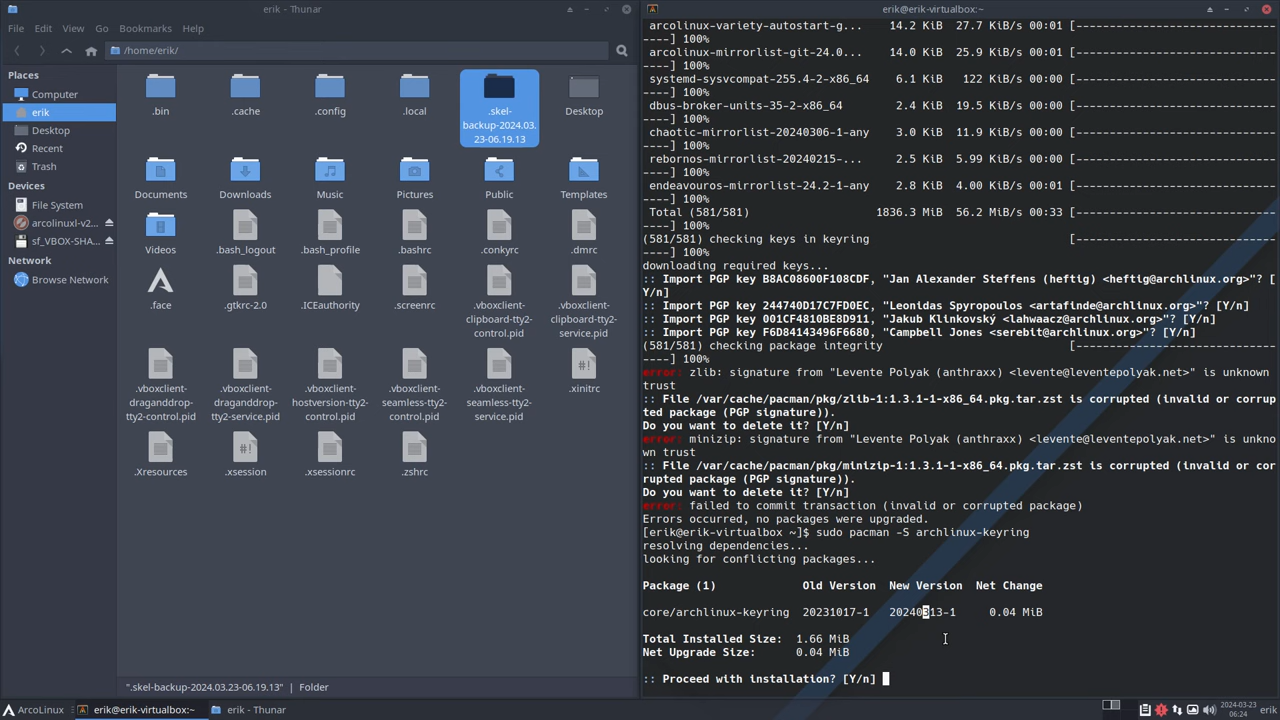 erik - Thunar
File Edit View Go Bookmarks Help
/home/erik/
Places
Computer
erik
Desktop
Recent
Trash
Devices
File System
arcolinuxl-v2...
sf_VBOX-SHA...
Network
Browse Network
.bin
.cache
.config
.local
.skel-
backup-2024.03.
23-06.19.13
Desktop
Documents
Downloads
Music
Pictures
Public
Templates
Videos
.bash_logout
.bash_profile
.bashrc
.conkyrc
.dmrc
.face
.gtkrc-2.0
.ICEauthority
.screenrc
.vboxclient-
clipboard-tty2-
control.pid
.vboxclient-
clipboard-tty2-
service.pid
.vboxclient-
draganddrop-
tty2-control.pid
.vboxclient-
draganddrop-
tty2-service.pid
.vboxclient-
hostversion-tty2-
control.pid
.vboxclient-
seamless-tty2-
control.pid
.vboxclient-
seamless-tty2-
service.pid
.xinitrc
.Xresources
.xsession
.xsessionrc
.zshrc
".skel-backup-2024.03.23-06.19.13" | Folder
erik@erik-virtualbox:~
arcolinux-variety-autostart-g... 14.2 KiB 27.7 KiB/s 00:01 [--------------------------
----] 100%
arcolinux-mirrorlist-git-24.0... 14.0 KiB 25.9 KiB/s 00:01 [--------------------------
----] 100%
systemd-sysvcompat-255.4-2-x86_64 6.1 KiB 122 KiB/s 00:00 [--------------------------
----] 100%
dbus-broker-units-35-2-x86_64 2.4 KiB 19.5 KiB/s 00:00 [--------------------------
----] 100%
chaotic-mirrorlist-20240306-1-any 3.0 KiB 11.9 KiB/s 00:00 [--------------------------
----] 100%
rebornos-mirrorlist-20240215-... 2.5 KiB 5.99 KiB/s 00:00 [--------------------------
----] 100%
endeavouros-mirrorlist-24.2-1-any 2.8 KiB 4.00 KiB/s 00:01 [--------------------------
----] 100%
Total (581/581) 1836.3 MiB 56.2 MiB/s 00:33 [--------------------------
----] 100%
(581/581) checking keys in keyring [--------------------------
----] 100%
downloading required keys...
:: Import PGP key B8AC08600F108CDF, "Jan Alexander Steffens (heftig) <heftig@archlinux.org>"? [
Y/n]
:: Import PGP key 244740D17C7FD0EC, "Leonidas Spyropoulos <artafinde@archlinux.org>"? [Y/n]
:: Import PGP key 001CF4810BE8D911, "Jakub Klinkovský <lahwaacz@archlinux.org>"? [Y/n]
:: Import PGP key F6D84143496F6680, "Campbell Jones <serebit@archlinux.org>"? [Y/n]
(581/581) checking package integrity [--------------------------
----] 100%
error: zlib: signature from "Levente Polyak (anthraxx) <levente@leventepolyak.net>" is unknown
trust
:: File /var/cache/pacman/pkg/zlib-1:1.3.1-1-x86_64.pkg.tar.zst is corrupted (invalid or corrup
ted package (PGP signature)).
Do you want to delete it? [Y/n]
error: minizip: signature from "Levente Polyak (anthraxx) <levente@leventepolyak.net>" is unkno
wn trust
:: File /var/cache/pacman/pkg/minizip-1:1.3.1-1-x86_64.pkg.tar.zst is corrupted (invalid or cor
rupted package (PGP signature)).
Do you want to delete it? [Y/n]
error: failed to commit transaction (invalid or corrupted package)
Errors occurred, no packages were upgraded.
[erik@erik-virtualbox ~]$ sudo pacman -S archlinux-keyring
resolving dependencies...
looking for conflicting packages...
Package (1) Old Version New Version Net Change
core/archlinux-keyring 20231017-1 20240313-1 0.04 MiB
Total Installed Size: 1.66 MiB
Net Upgrade Size: 0.04 MiB
:: Proceed with installation? [Y/n]
ArcoLinux
erik@erik-virtualbox:~
erik - Thunar
2024-03-23
06:24
erik